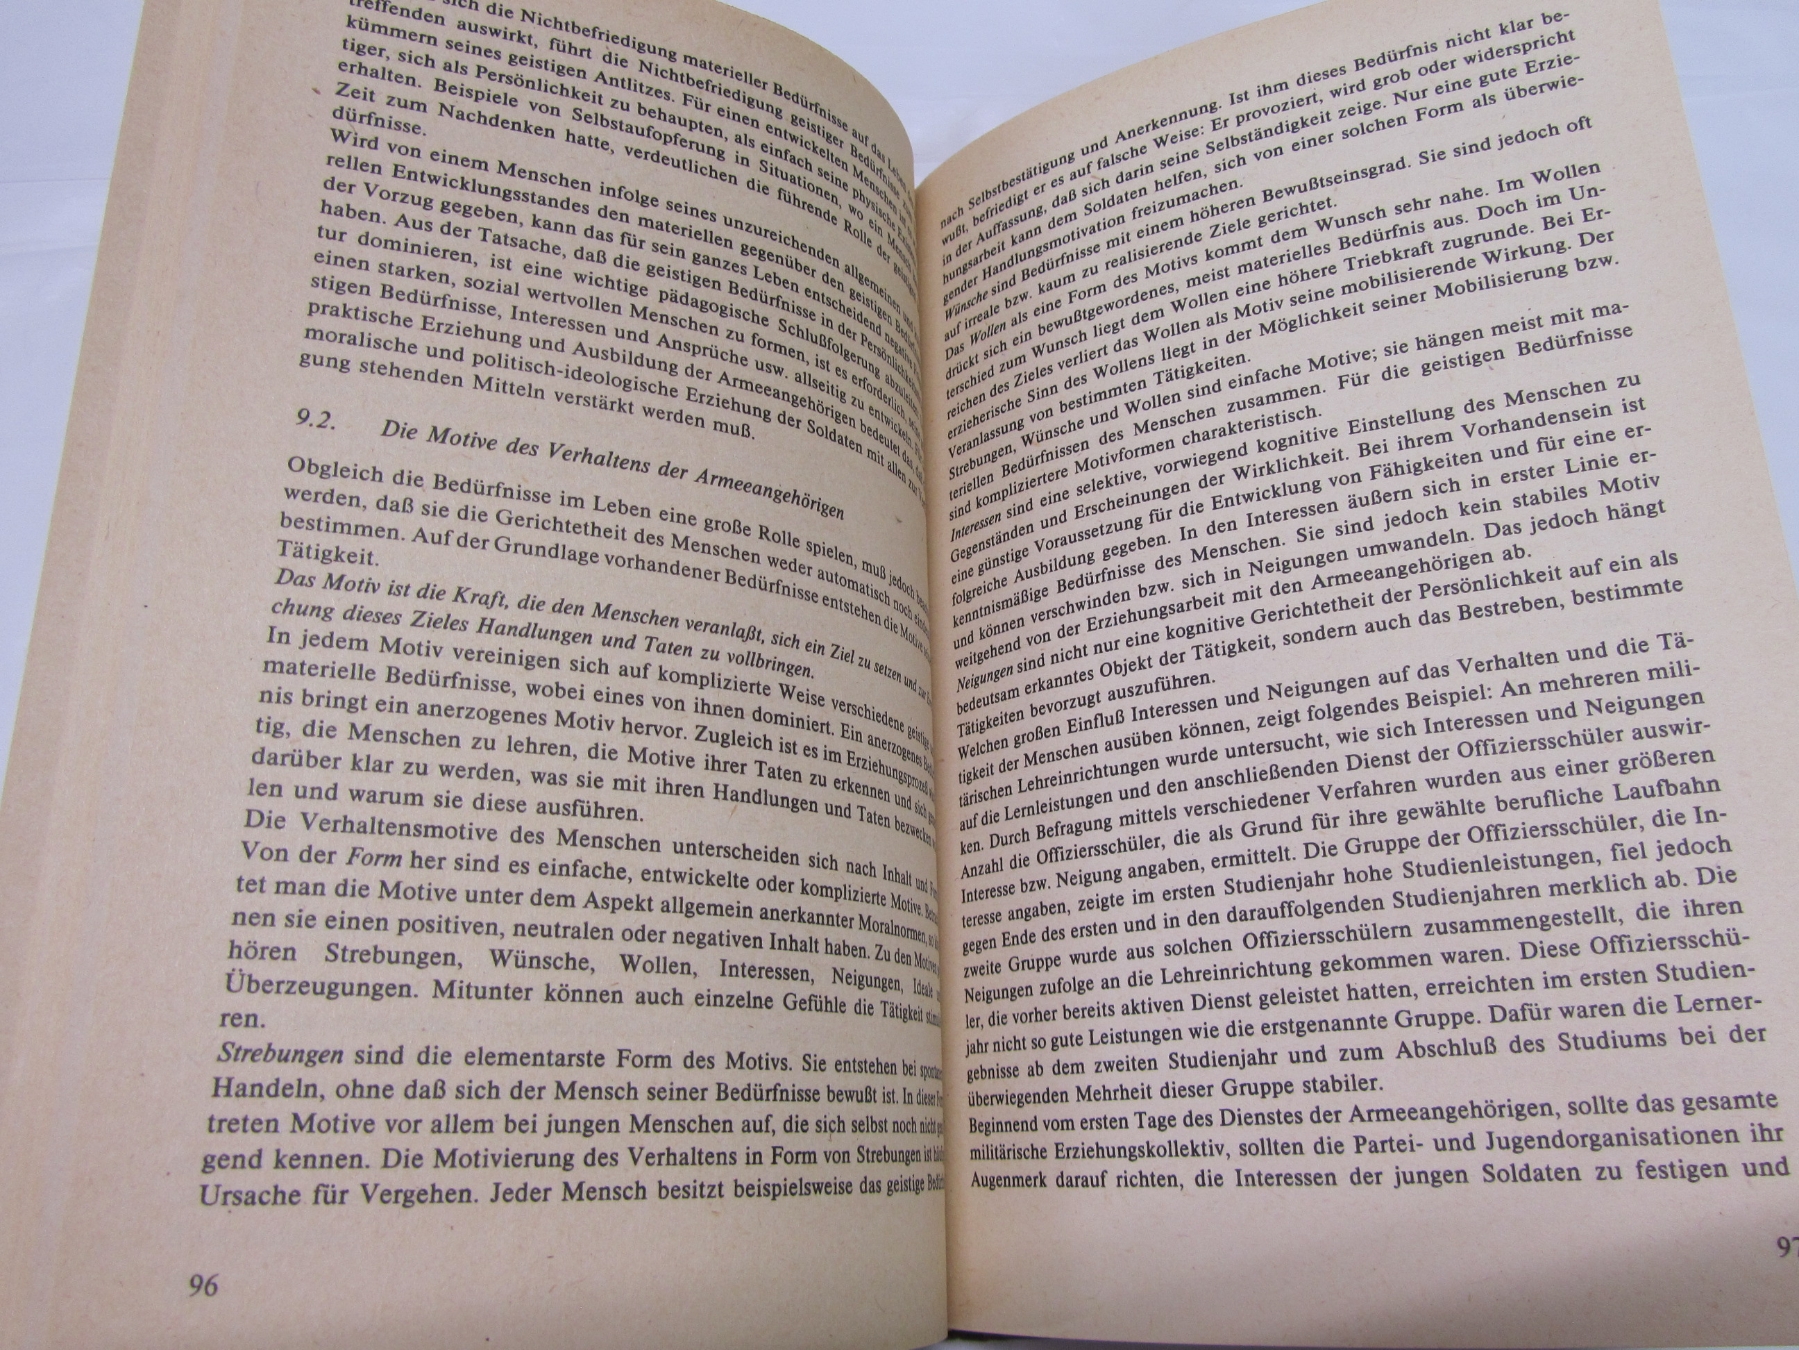 sich die Nichtbefriedigung materieller Bedürfnisse auf das Leben
treffenden auswirkt, führt die Nichtbefriedigung geistiger Bedürfnisse zum
kümmern seines geistigen Antlitzes. Für einen entwickelten Menschen ist
tiger, sich als Persönlichkeit zu behaupten, als einfach seine physische
erhalten. Beispiele von Selbstaufopferung in Situationen, wo ein Mensch
Zeit zum Nachdenken hatte, verdeutlichen die führende Rolle der geistigen
dürfnisse.
Wird von einem Menschen infolge seines unzureichenden allgemeinen und
rellen Entwicklungsstandes den materiellen gegenüber den geistigen
der Vorzug gegeben, kann das für sein ganzes Leben entscheidend negative
haben. Aus der Tatsache, daß die geistigen Bedürfnisse in der
tur dominieren, ist eine wichtige pädagogische Schlußfolgerung abzuleiten
einen starken, sozial wertvollen Menschen zu formen, ist es erforderlich,
stigen Bedürfnisse, Interessen und Ansprüche usw. allseitig zu entwickeln.
praktische Erziehung und Ausbildung der Armeeangehörigen bedeutet das,
moralische und politisch-ideologische Erziehung der Soldaten mit allen zur
gung stehenden Mitteln verstärkt werden muß.
9.2. Die Motive des Verhaltens der Armeeangehörigen
Obgleich die Bedürfnisse im Leben eine große Rolle spielen, muß jedoch
werden, daß sie die Gerichtetheit des Menschen weder automatisch noch
bestimmen. Auf der Grundlage vorhandener Bedürfnisse entstehen die Motive
Tätigkeit.
Das Motiv ist die Kraft, die den Menschen veranlaßt, sich ein Ziel zu setzen und zur
chung dieses Zieles Handlungen und Taten zu vollbringen.
In jedem Motiv vereinigen sich auf komplizierte Weise verschiedene
materielle Bedürfnisse, wobei eines von ihnen dominiert. Ein anerzogenes
nis bringt ein anerzogenes Motiv hervor. Zugleich ist es im Erziehungsprozeß
tig, die Menschen zu lehren, die Motive ihrer Taten zu erkennen und sich
darüber klar zu werden, was sie mit ihren Handlungen und Taten
len und warum sie diese ausführen.
Die Verhaltensmotive des Menschen unterscheiden sich nach Inhalt und
Von der Form her sind es einfache, entwickelte oder komplizierte Motive.
tet man die Motive unter dem Aspekt allgemein anerkannter Moralnormen, so
nen sie einen positiven, neutralen oder negativen Inhalt haben. Zu den Motiven
hören Strebungen, Wünsche, Wollen, Interessen, Neigungen, Ideale
Überzeugungen. Mitunter können auch einzelne Gefühle die Tätigkeit
ren.
Strebungen sind die elementarste Form des Motivs. Sie entstehen bei
Handeln, ohne daß sich der Mensch seiner Bedürfnisse bewußt ist. In dieser
treten Motive vor allem bei jungen Menschen auf, die sich selbst noch nicht
gend kennen. Die Motivierung des Verhaltens in Form von Strebungen ist
Ursache für Vergehen. Jeder Mensch besitzt beispielsweise das geistige
96
nach Selbstbestätigung und Anerkennung. Ist ihm dieses Bedürfnis nicht klar be-
wußt, befriedigt er es auf falsche Weise: Er provoziert, wird grob oder widerspricht
in der Auffassung, daß sich darin seine Selbständigkeit zeige. Nur eine gute Erzie-
hungsarbeit kann dem Soldaten helfen, sich von einer solchen Form als überwie-
gender Handlungsmotivation freizumachen.
Wünsche sind Bedürfnisse mit einem höheren Bewußtseinsgrad. Sie sind jedoch oft
auf irreale bzw. kaum zu realisierende Ziele gerichtet.
Das Wollen als eine Form des Motivs kommt dem Wunsch sehr nahe. Im Wollen
drückt sich ein bewußtgewordenes, meist materielles Bedürfnis aus. Doch im Un-
terschied zum Wunsch liegt dem Wollen eine höhere Triebkraft zugrunde. Bei Er-
reichen des Zieles verliert das Wollen als Motiv seine mobilisierende Wirkung. Der
erzieherische Sinn des Wollens liegt in der Möglichkeit seiner Mobilisierung bzw.
Veranlassung von bestimmten Tätigkeiten.
Strebungen, Wünsche und Wollen sind einfache Motive; sie hängen meist mit ma-
teriellen Bedürfnissen des Menschen zusammen. Für die geistigen Bedürfnisse
sind kompliziertere Motivformen charakteristisch.
Interessen sind eine selektive, vorwiegend kognitive Einstellung des Menschen zu
Gegenständen und Erscheinungen der Wirklichkeit. Bei ihrem Vorhandensein ist
eine günstige Voraussetzung für die Entwicklung von Fähigkeiten und für eine er-
folgreiche Ausbildung gegeben. In den Interessen äußern sich in erster Linie er-
kenntnismäßige Bedürfnisse des Menschen. Sie sind jedoch kein stabiles Motiv
und können verschwinden bzw. sich in Neigungen umwandeln. Das jedoch hängt
weitgehend von der Erziehungsarbeit mit den Armeeangehörigen ab.
Neigungen sind nicht nur eine kognitive Gerichtetheit der Persönlichkeit auf ein als
bedeutsam erkanntes Objekt der Tätigkeit, sondern auch das Bestreben, bestimmte
Tätigkeiten bevorzugt auszuführen.
Welchen großen Einfluß Interessen und Neigungen auf das Verhalten und die Tä-
tigkeit der Menschen ausüben können, zeigt folgendes Beispiel: An mehreren mili-
tärischen Lehreinrichtungen wurde untersucht, wie sich Interessen und Neigungen
auf die Lernleistungen und den anschließenden Dienst der Offiziersschüler auswir-
ken. Durch Befragung mittels verschiedener Verfahren wurden aus einer größeren
Anzahl die Offiziersschüler, die als Grund für ihre gewählte berufliche Laufbahn
Interesse bzw. Neigung angaben, ermittelt. Die Gruppe der Offiziersschüler, die In-
teresse angaben, zeigte im ersten Studienjahr hohe Studienleistungen, fiel jedoch
gegen Ende des ersten und in den darauffolgenden Studienjahren merklich ab. Die
zweite Gruppe wurde aus solchen Offiziersschülern zusammengestellt, die ihren
Neigungen zufolge an die Lehreinrichtung gekommen waren. Diese Offiziersschü-
ler, die vorher bereits aktiven Dienst geleistet hatten, erreichten im ersten Studien-
jahr nicht so gute Leistungen wie die erstgenannte Gruppe. Dafür waren die Lerner-
gebnisse ab dem zweiten Studienjahr und zum Abschluß des Studiums bei der
überwiegenden Mehrheit dieser Gruppe stabiler.
Beginnend vom ersten Tage des Dienstes der Armeeangehörigen, sollte das gesamte
militärische Erziehungskollektiv, sollten die Partei- und Jugendorganisationen ihr
Augenmerk darauf richten, die Interessen der jungen Soldaten zu festigen und
97